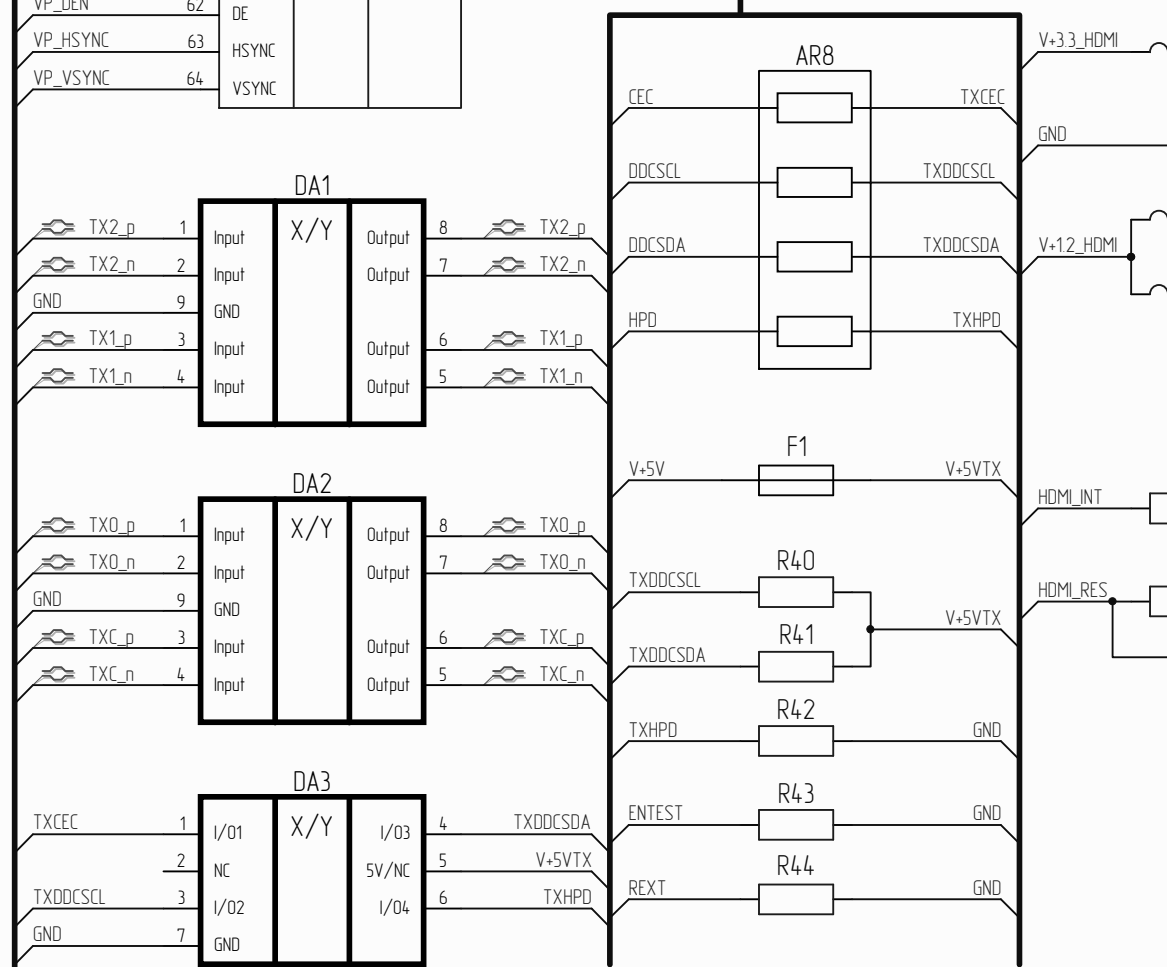 VP_DEN 62 DE
VP_HSYNC 63 HSYNC
VP_VSYNC 64 VSYNC
DA1
X/Y
TX2_p 1 Input Output 8 TX2_p
TX2_n 2 Input Output 7 TX2_n
GND 9 GND
TX1_p 3 Input Output 6 TX1_p
TX1_n 4 Input Output 5 TX1_n
DA2
X/Y
TX0_p 1 Input Output 8 TX0_p
TX0_n 2 Input Output 7 TX0_n
GND 9 GND
TXC_p 3 Input Output 6 TXC_p
TXC_n 4 Input Output 5 TXC_n
DA3
X/Y
TXCEC 1 I/O1 I/O3 4 TXDDCSDA
2 NC 5V/NC 5 V+5VTX
TXDDCSCL 3 I/O2 I/O4 6 TXHPD
GND 7 GND
AR8
CEC TXCEC
DDCSCL TXDDCSCL
DDCSDA TXDDCSDA
HPD TXHPD
F1
V+5V V+5VTX
R40
TXDDCSCL
V+5VTX
R41
TXDDCSDA
R42
TXHPD GND
R43
ENTEST GND
R44
REXT GND
V+3.3_HDMI
GND
V+1.2_HDMI
HDMI_INT
HDMI_RES